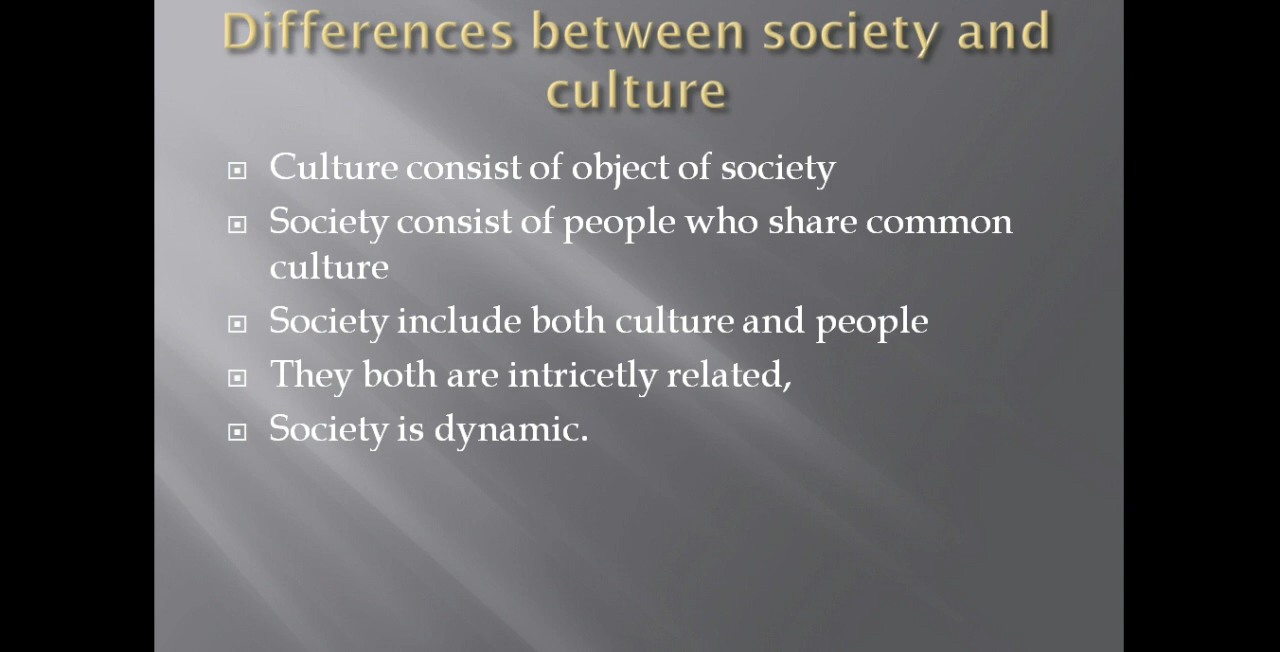 Differences between society and
culture
Culture consist of object of society
Society consist of people who share common
culture
Society include both culture and people
They both are intricetly related,
Society is dynamic.